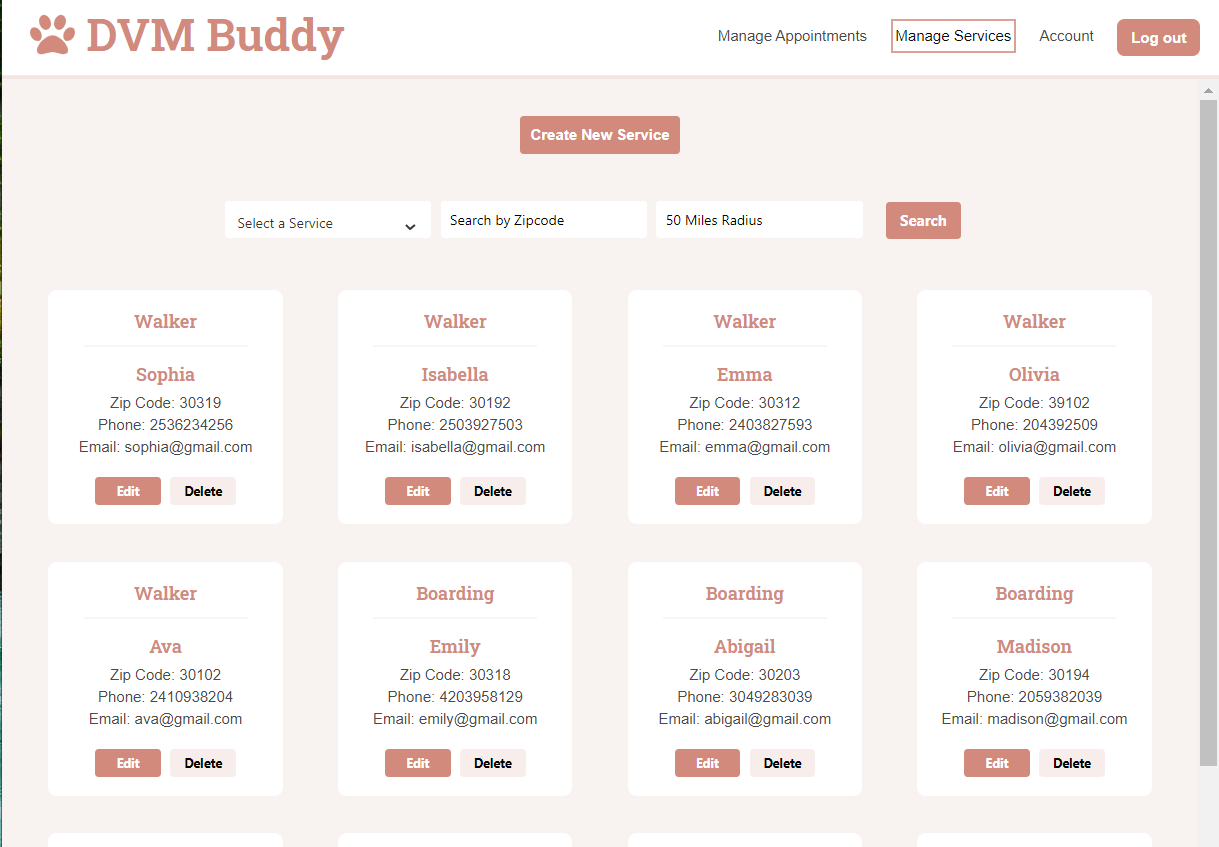 DVM Buddy
Manage Appointments
Manage Services
Account
Log out
Create New Service
Select a Service
Search by Zipcode
50 Miles Radius
Search
Walker
Sophia
Zip Code: 30319
Phone: 2536234256
Email: sophia@gmail.com
Edit Delete
Walker
Isabella
Zip Code: 30192
Phone: 2503927503
Email: isabella@gmail.com
Edit Delete
Walker
Emma
Zip Code: 30312
Phone: 2403827593
Email: emma@gmail.com
Edit Delete
Walker
Olivia
Zip Code: 39102
Phone: 204392509
Email: olivia@gmail.com
Edit Delete
Walker
Ava
Zip Code: 30102
Phone: 2410938204
Email: ava@gmail.com
Edit Delete
Boarding
Emily
Zip Code: 30318
Phone: 4203958129
Email: emily@gmail.com
Edit Delete
Boarding
Abigail
Zip Code: 30203
Phone: 3049283039
Email: abigail@gmail.com
Edit Delete
Boarding
Madison
Zip Code: 30194
Phone: 2059382039
Email: madison@gmail.com
Edit Delete